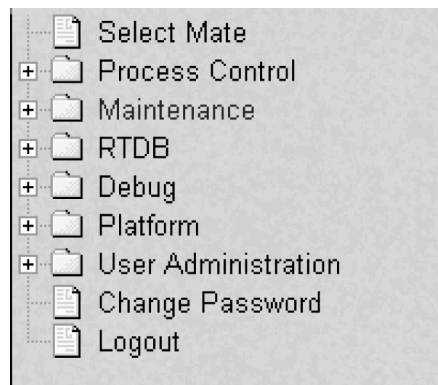 Select Mate
Process Control
Maintenance
RTDB
Debug
Platform
User Administration
Change Password
Logout